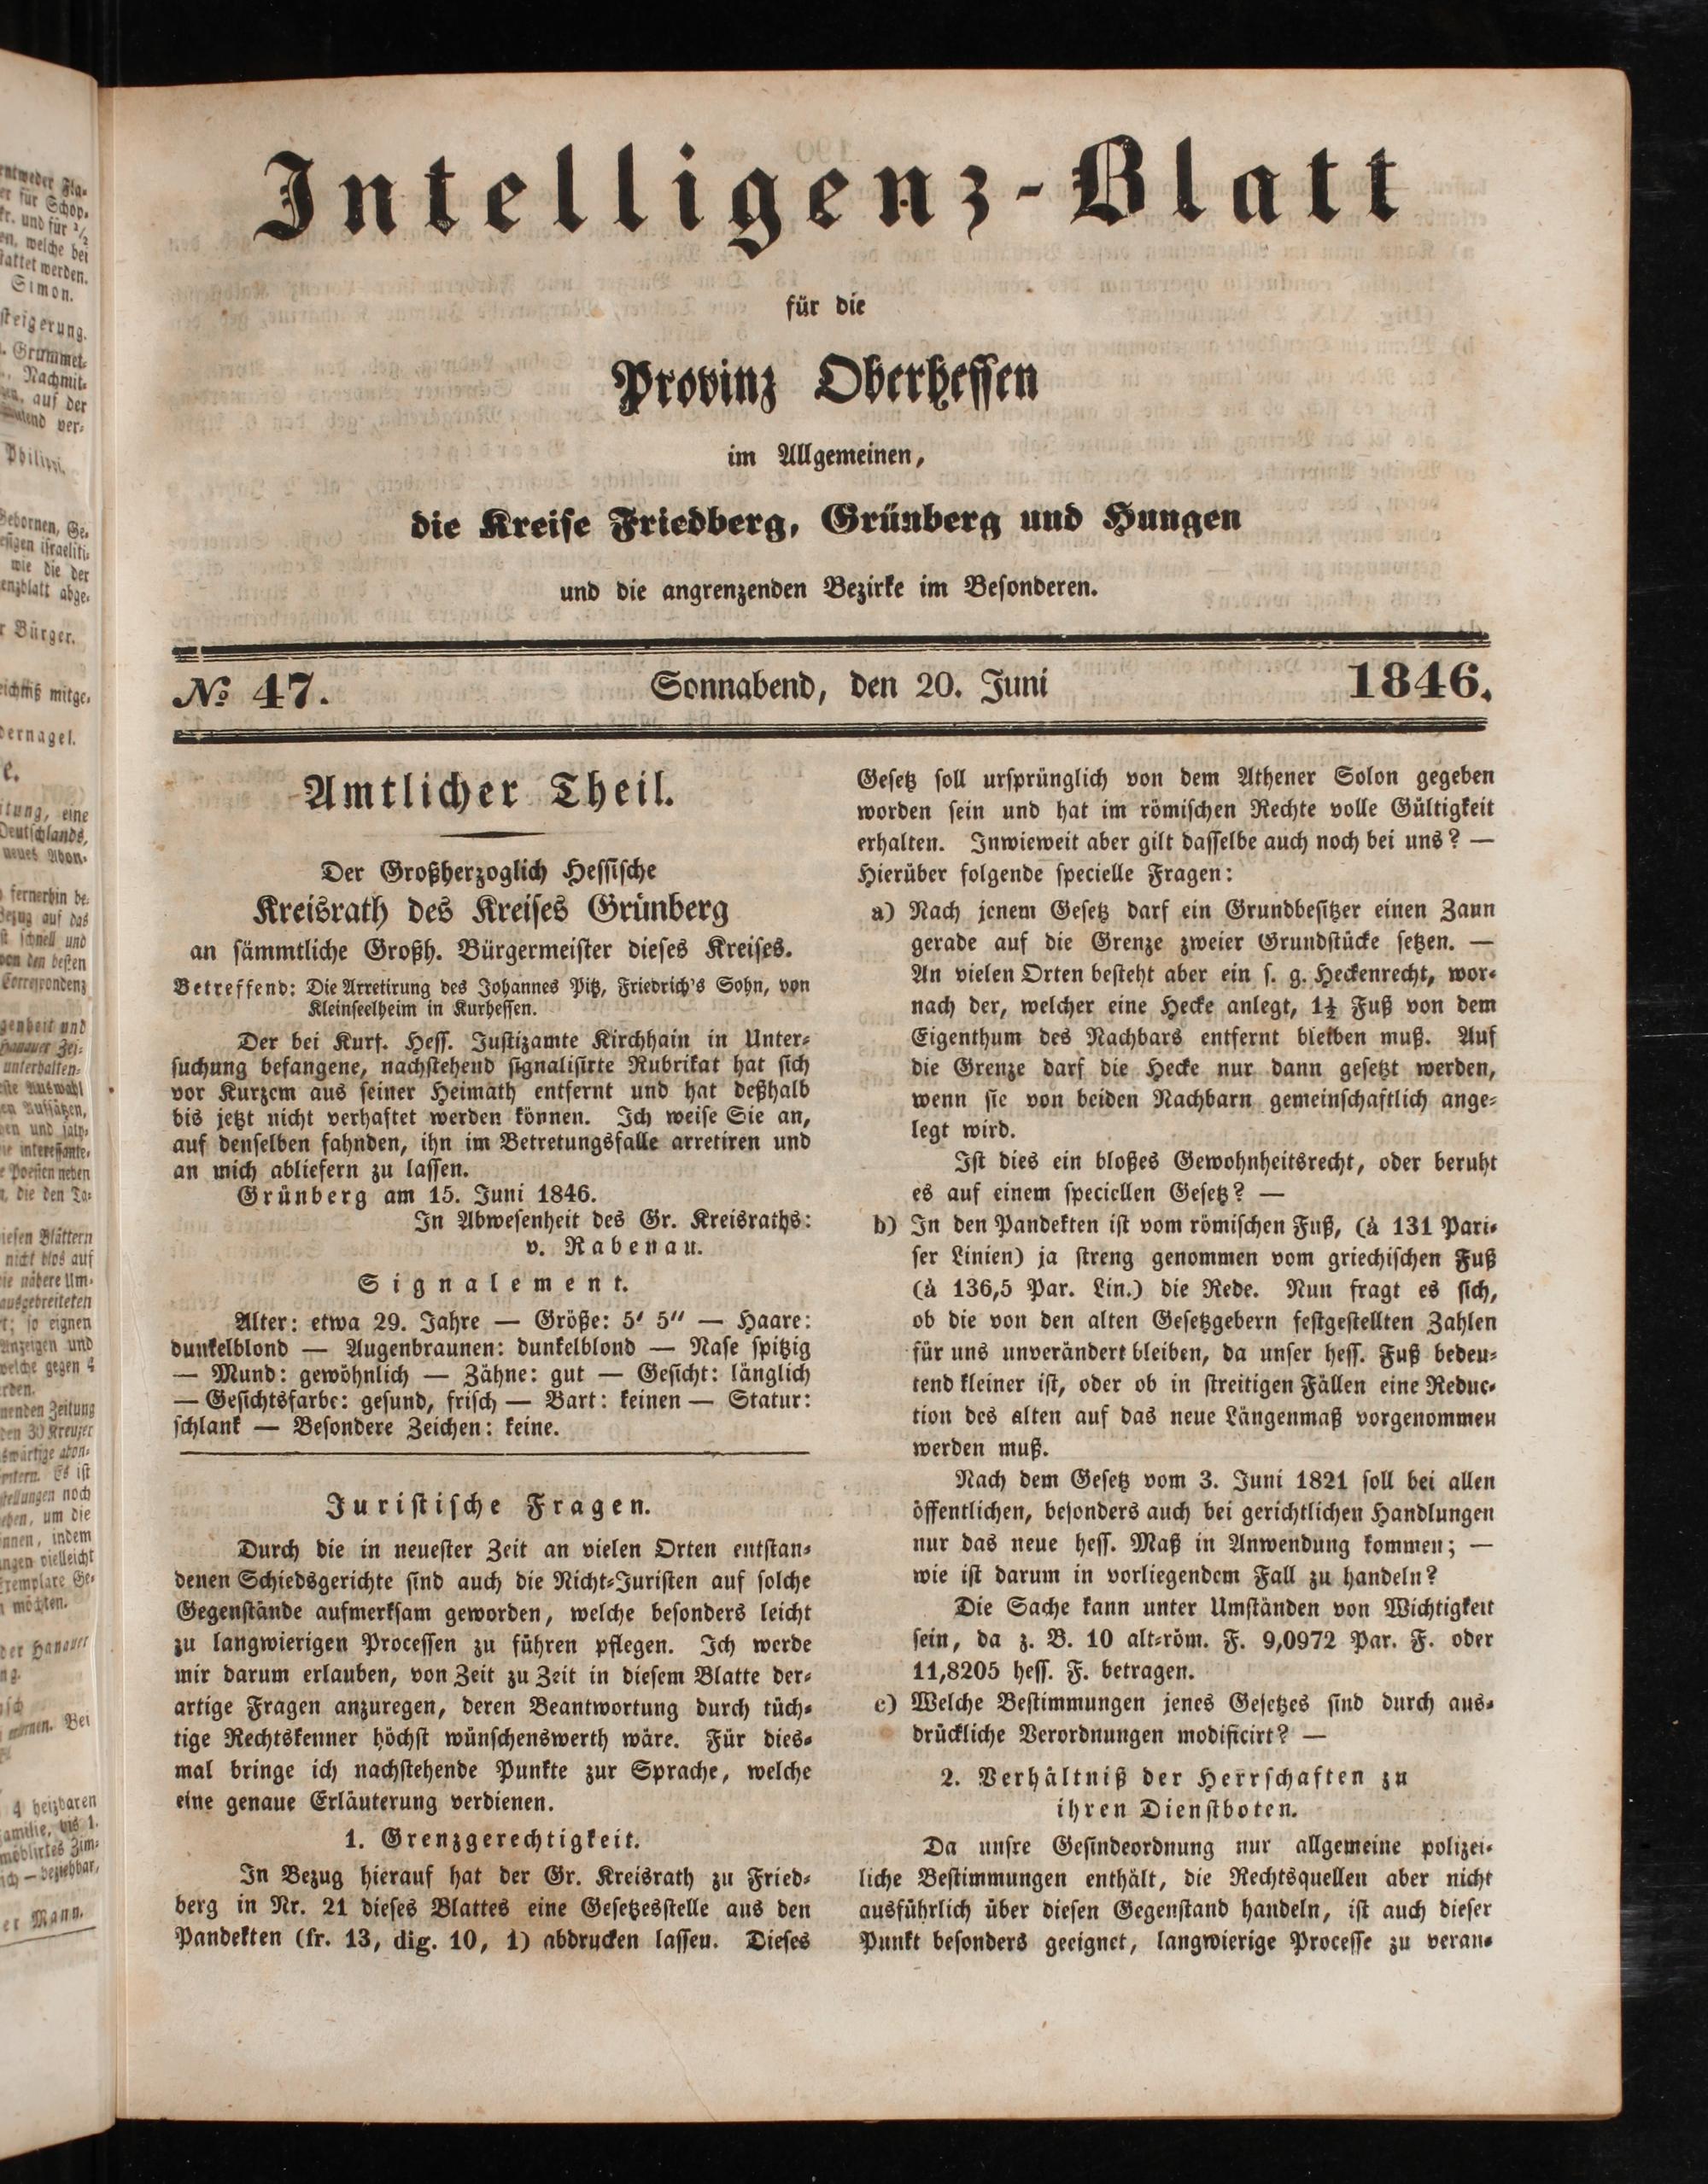 Intelligenz-Blatt
für die
Provinz Oberhessen
im Allgemeinen,
die Kreise Friedberg, Grünberg und Hungen
und die angrenzenden Bezirke im Besonderen.
№ 47. Sonnabend, den 20. Juni 1846.
Amtlicher Theil.
Der Großherzoglich Hessische
Kreisrath des Kreises Grünberg
an sämmtliche Großh. Bürgermeister dieses Kreises.
Betreffend: Die Arretirung des Johannes Pitz, Friedrich's Sohn, von
Kleinseelheim in Kurhessen.
Der bei Kurf. Hess. Justizamte Kirchhain in Unter-
suchung befangene, nachstehend signalisirte Rubrikat hat sich
vor Kurzem aus seiner Heimath entfernt und hat deßhalb
bis jetzt nicht verhaftet werden können. Ich weise Sie an,
auf denselben fahnden, ihn im Betretungsfalle arretiren und
an mich abliefern zu lassen.
Grünberg am 15. Juni 1846.
In Abwesenheit des Gr. Kreisraths:
v. Rabenau.
Signalement.
Alter: etwa 29. Jahre — Größe: 5' 5" — Haare:
dunkelblond — Augenbraunen: dunkelblond — Nase spitzig
— Mund: gewöhnlich — Zähne: gut — Gesicht: länglich
— Gesichtsfarbe: gesund, frisch — Bart: keinen — Statur:
schlank — Besondere Zeichen: keine.
Juristische Fragen.
Durch die in neuester Zeit an vielen Orten entstan-
denen Schiedsgerichte sind auch die Nicht-Juristen auf solche
Gegenstände aufmerksam geworden, welche besonders leicht
zu langwierigen Processen zu führen pflegen. Ich werde
mir darum erlauben, von Zeit zu Zeit in diesem Blatte der-
artige Fragen anzuregen, deren Beantwortung durch tüch-
tige Rechtskenner höchst wünschenswerth wäre. Für dies-
mal bringe ich nachstehende Punkte zur Sprache, welche
eine genaue Erläuterung verdienen.
1. Grenzgerechtigkeit.
In Bezug hierauf hat der Gr. Kreisrath zu Fried-
berg in Nr. 21 dieses Blattes eine Gesetzesstelle aus den
Pandekten (fr. 13, dig. 10, 1) abdrucken lassen. Dieses
Gesetz soll ursprünglich von dem Athener Solon gegeben
worden sein und hat im römischen Rechte volle Gültigkeit
erhalten. Inwieweit aber gilt dasselbe auch noch bei uns? —
Hierüber folgende specielle Fragen:
a) Nach jenem Gesetz darf ein Grundbesitzer einen Zaun
gerade auf die Grenze zweier Grundstücke setzen. —
An vielen Orten besteht aber ein s. g. Heckenrecht, wor-
nach der, welcher eine Hecke anlegt, 1½ Fuß von dem
Eigenthum des Nachbars entfernt bleiben muß. Auf
die Grenze darf die Hecke nur dann gesetzt werden,
wenn sie von beiden Nachbarn gemeinschaftlich ange-
legt wird.
Ist dies ein bloßes Gewohnheitsrecht, oder beruht
es auf einem speciellen Gesetz? —
b) In den Pandekten ist vom römischen Fuß, (à 131 Pari-
ser Linien) ja streng genommen vom griechischen Fuß
(à 136,5 Par. Lin.) die Rede. Nun fragt es sich,
ob die von den alten Gesetzgebern festgestellten Zahlen
für uns unverändert bleiben, da unser hess. Fuß bedeu-
tend kleiner ist, oder ob in streitigen Fällen eine Reduc-
tion des alten auf das neue Längenmaß vorgenommen
werden muß.
Nach dem Gesetz vom 3. Juni 1821 soll bei allen
öffentlichen, besonders auch bei gerichtlichen Handlungen
nur das neue hess. Maß in Anwendung kommen; —
wie ist darum in vorliegendem Fall zu handeln?
Die Sache kann unter Umständen von Wichtigkeit
sein, da z. B. 10 alt-röm. F. 9,0972 Par. F. oder
11,8205 hess. F. betragen.
c) Welche Bestimmungen jenes Gesetzes sind durch aus-
drückliche Verordnungen modificirt? —
2. Verhältniß der Herrschaften zu
ihren Dienstboten.
Da unsre Gesindeordnung nur allgemeine polizei-
liche Bestimmungen enthält, die Rechtsquellen aber nicht
ausführlich über diesen Gegenstand handeln, ist auch dieser
Punkt besonders geeignet, langwierige Processe zu veran-